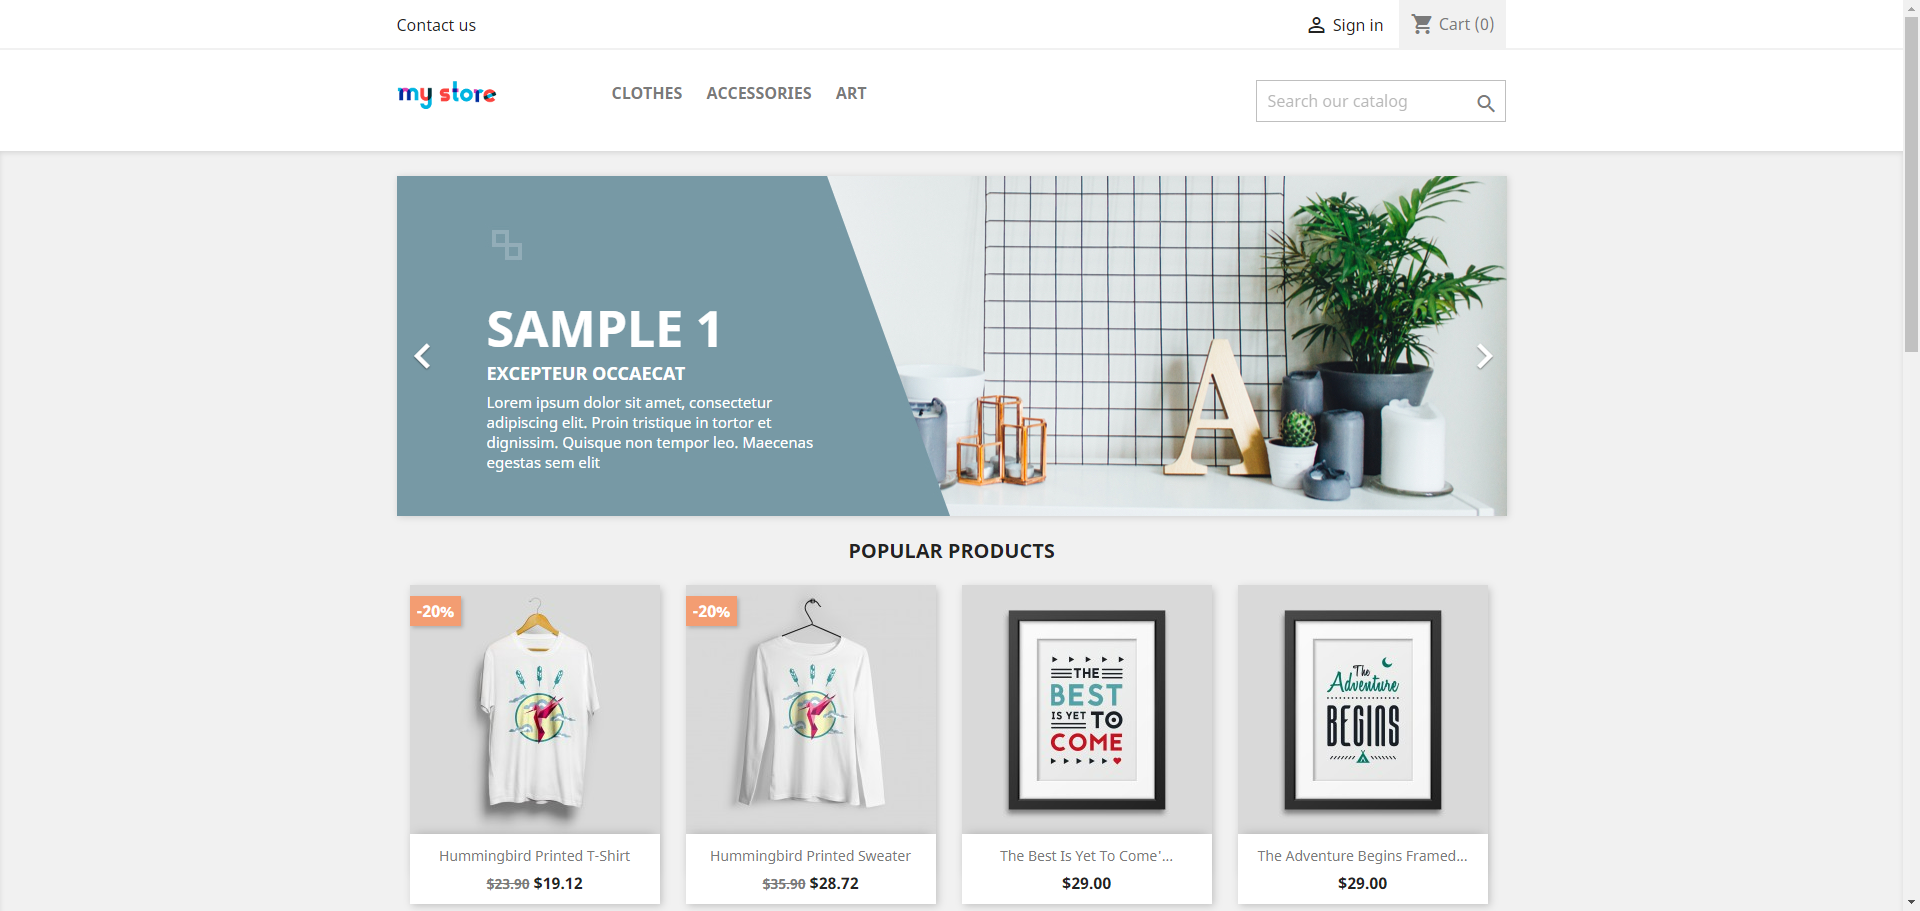 Contact us
Sign in
Cart (0)
my store
CLOTHES
ACCESSORIES
ART
Search our catalog
SAMPLE 1
EXCEPTEUR OCCAECAT
Lorem ipsum dolor sit amet, consectetur
adipiscing elit. Proin tristique in tortor et
dignissim. Quisque non tempor leo. Maecenas
egestas sem elit
A
POPULAR PRODUCTS
-20%
-20%
THE
BEST
IS YET TO
COME
The
Adventure
BEGINS
Hummingbird Printed T-Shirt
$23.90 $19.12
Hummingbird Printed Sweater
$35.90 $28.72
The Best Is Yet To Come'...
$29.00
The Adventure Begins Framed...
$29.00